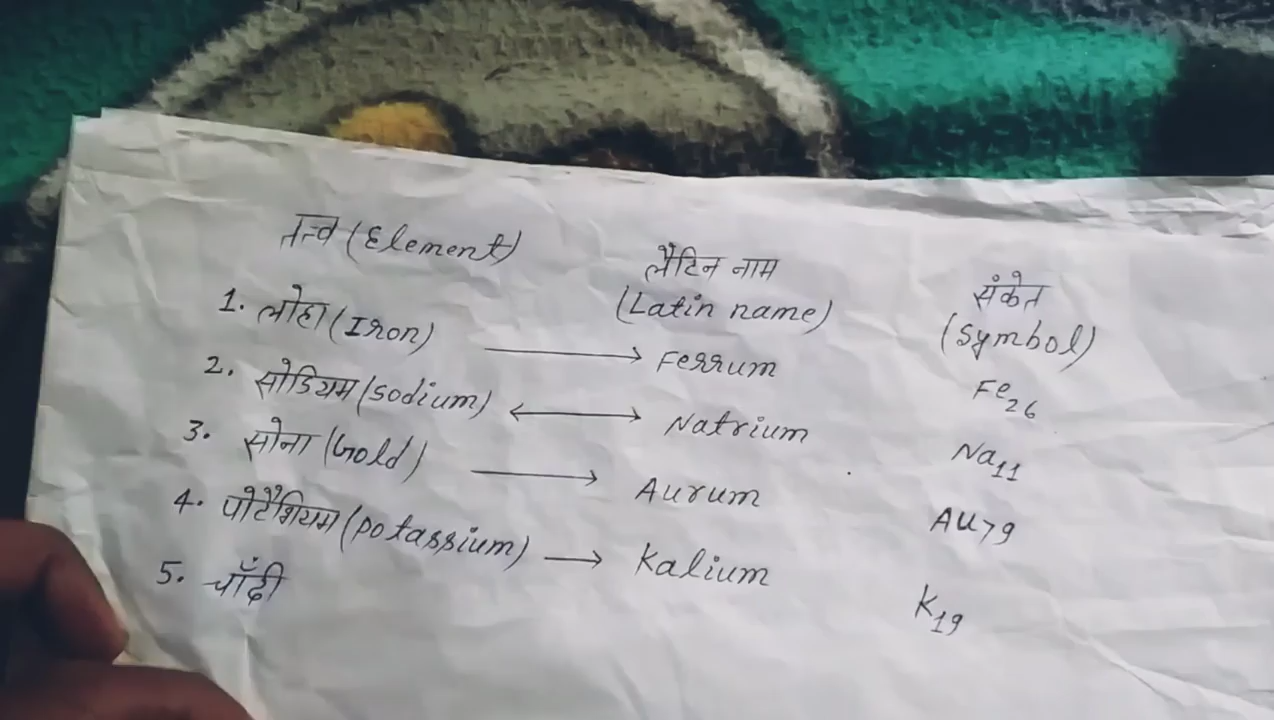 तत्व (Element) लैटिन नाम (Latin name) संकेत (Symbol)
1. लोहा (Iron) → Ferrum Fe26
2. सोडियम (sodium) ↔ Natrium Na11
3. सोना (Gold) → Aurum Au79
4. पोटैशियम (potassium) → Kalium K19
5. चाँदी